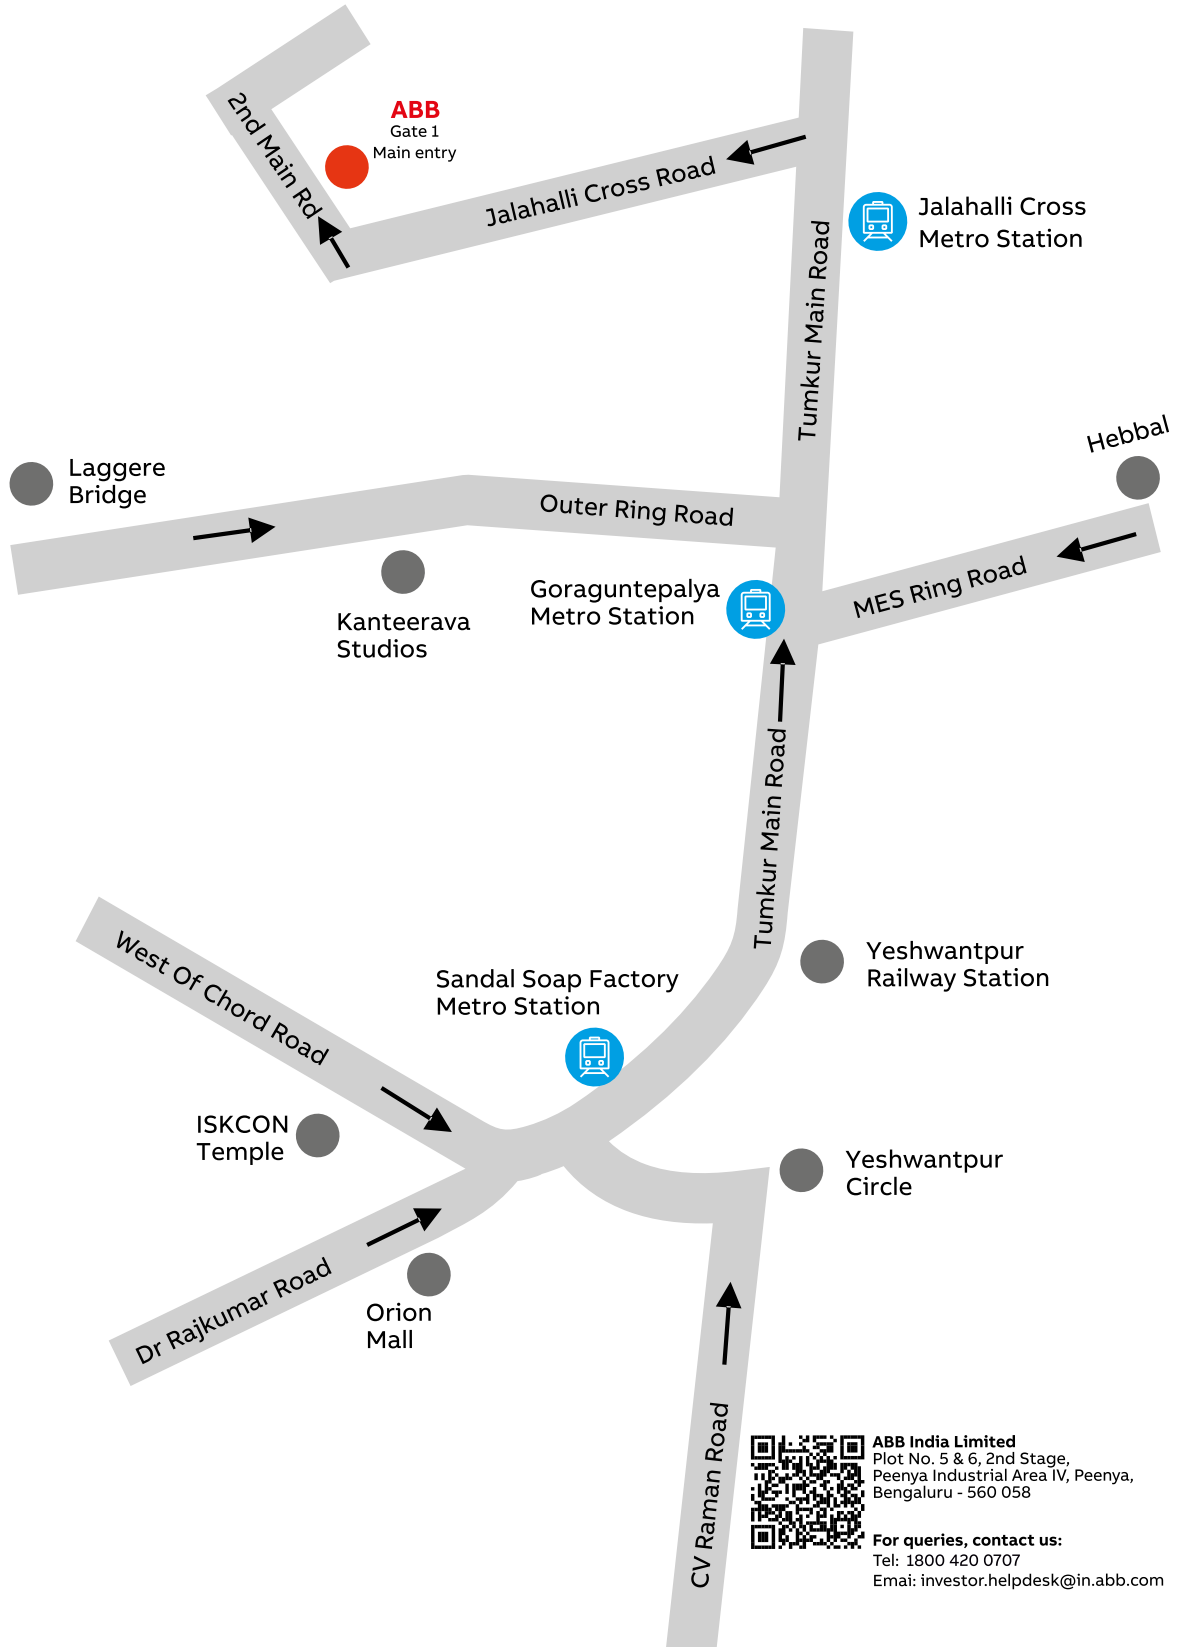 2nd Main Rd
ABB
Gate 1
Main entry
Jalahalli Cross Road
Jalahalli Cross
Metro Station
Tumkur Main Road
Hebbal
Laggere
Bridge
Outer Ring Road
MES Ring Road
Goraguntepalya
Metro Station
Kanteerava
Studios
Tumkur Main Road
West Of Chord Road
Sandal Soap Factory
Metro Station
Yeshwantpur
Railway Station
ISKCON
Temple
Yeshwantpur
Circle
Dr Rajkumar Road
Orion
Mall
CV Raman Road
ABB India Limited
Plot No. 5 & 6, 2nd Stage,
Peenya Industrial Area IV, Peenya,
Bengaluru - 560 058
For queries, contact us:
Tel: 1800 420 0707
Emai: investor.helpdesk@in.abb.com